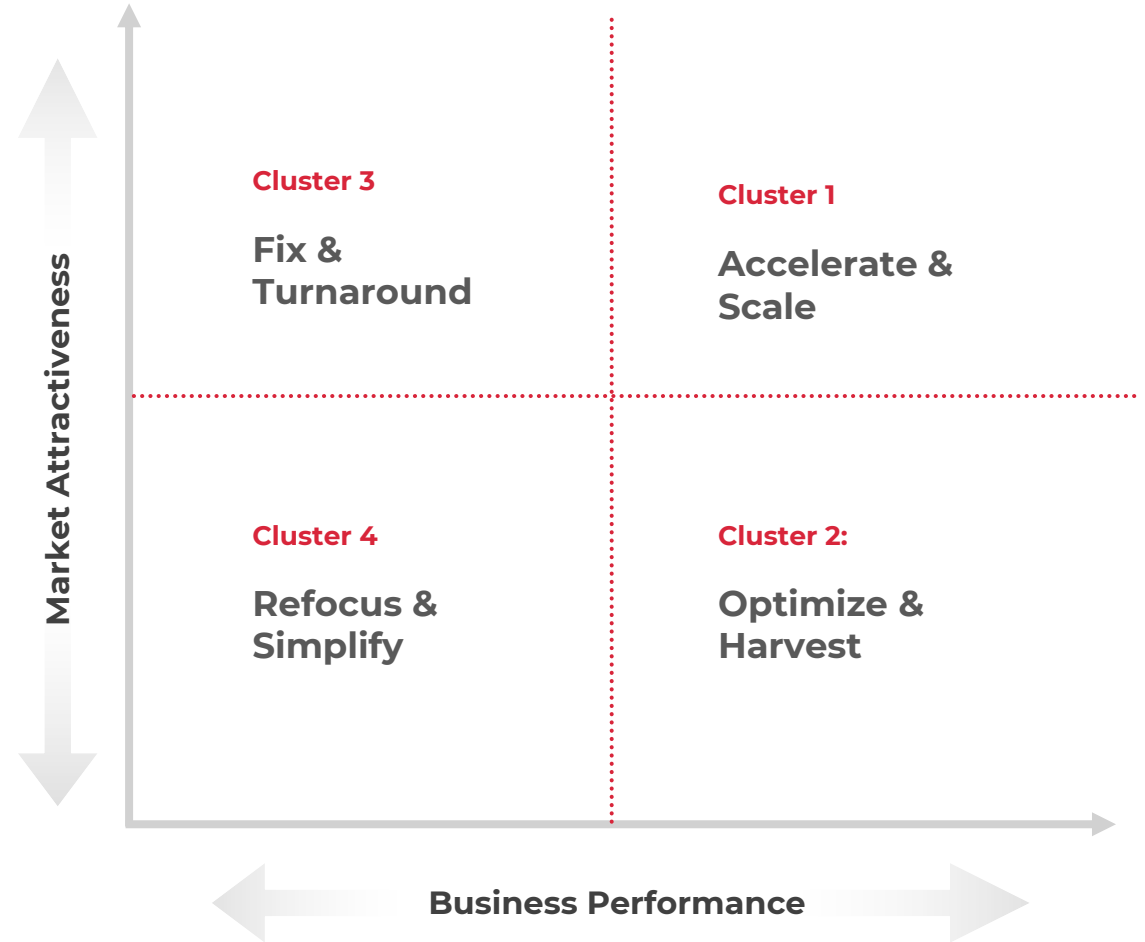 Cluster 3
Fix &
Turnaround
Cluster 1
Accelerate &
Scale
Market Attractiveness
Cluster 4
Refocus &
Simplify
Cluster 2:
Optimize &
Harvest
Business Performance